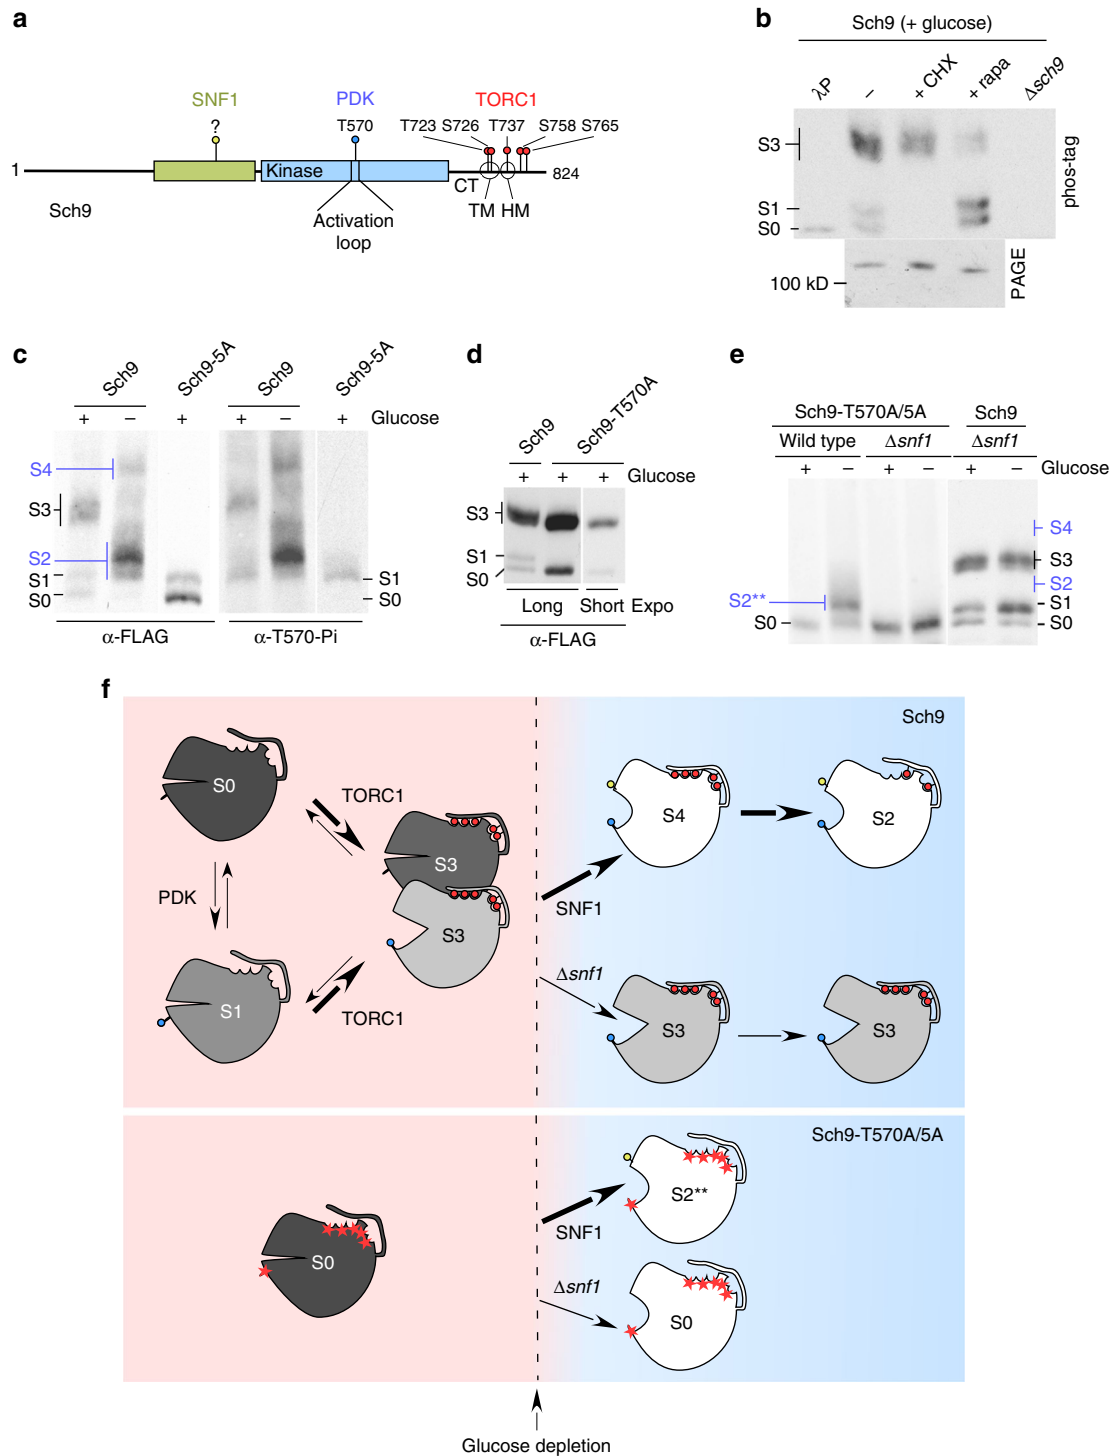 a
SNF1
PDK
TORC1
?
T570
T723 S726 T737 S758 S765
1
Kinase
824
CT
Sch9
TM HM
Activation
loop
b
Sch9 (+ glucose)
λP
–
+ CHX
+ rapa
Δsch9
S3
S1
S0
phos-tag
100 kD
PAGE
c
Sch9
Sch9-5A
Sch9
Sch9-5A
+ – + + – + Glucose
S4
S3
S2
S1
S0
S1
S0
α-FLAG
α-T570-Pi
d
Sch9
Sch9-T570A
+ + + Glucose
S3
S1
S0
Long Short Expo
α-FLAG
e
Sch9-T570A/5A
Sch9
Wild type Δsnf1 Δsnf1
+ – + – + – Glucose
S4
S3
S2
S2**
S1
S0
S0
f
Sch9
S0
TORC1
S4
S2
S3
PDK
SNF1
S3
Δsnf1
S1
S3
S3
TORC1
Sch9-T570A/5A
S2**
SNF1
S0
Δsnf1
S0
Glucose depletion